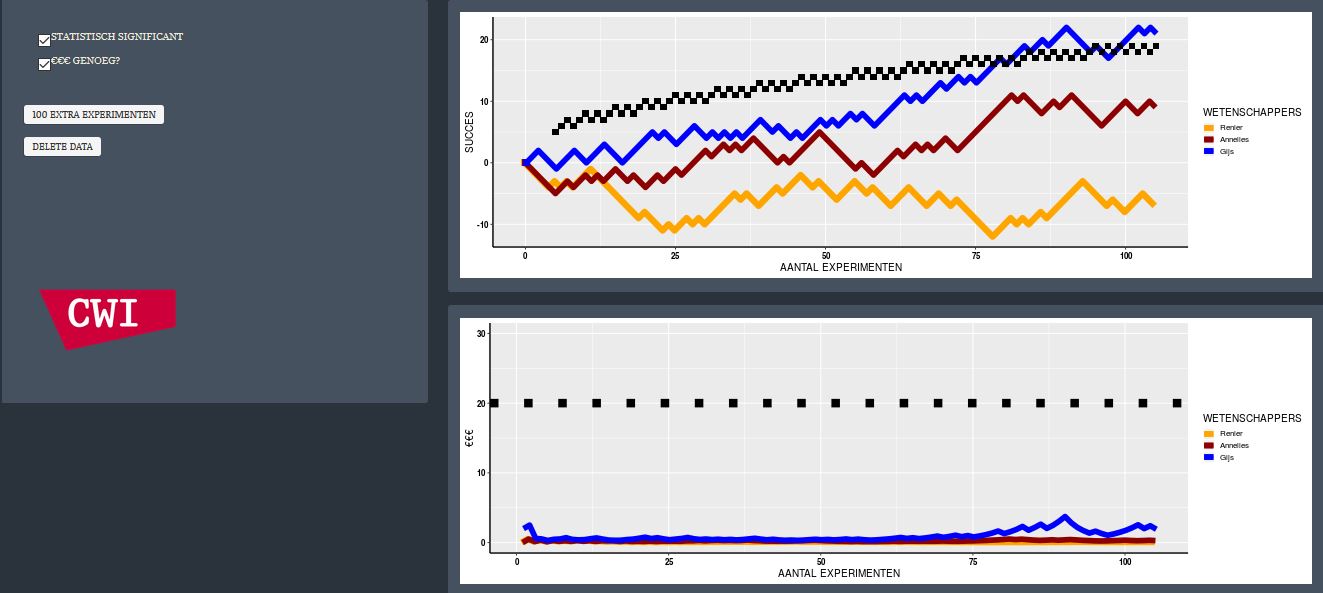 STATISTISCH SIGNIFICANT
€€€ GENOEG?
100 EXTRA EXPERIMENTEN
DELETE DATA
CWI
SUCCES
20
10
0
-10
0
25
50
75
100
AANTAL EXPERIMENTEN
WETENSCHAPPERS
Renier
Annelies
Gijs
€€€
30
20
10
0
0
25
50
75
100
AANTAL EXPERIMENTEN
WETENSCHAPPERS
Renier
Annelies
Gijs